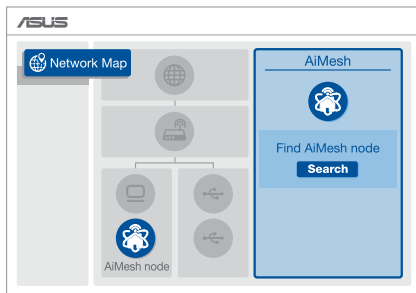 ASUS
Network Map
AiMesh
Find AiMesh node
Search
AiMesh node